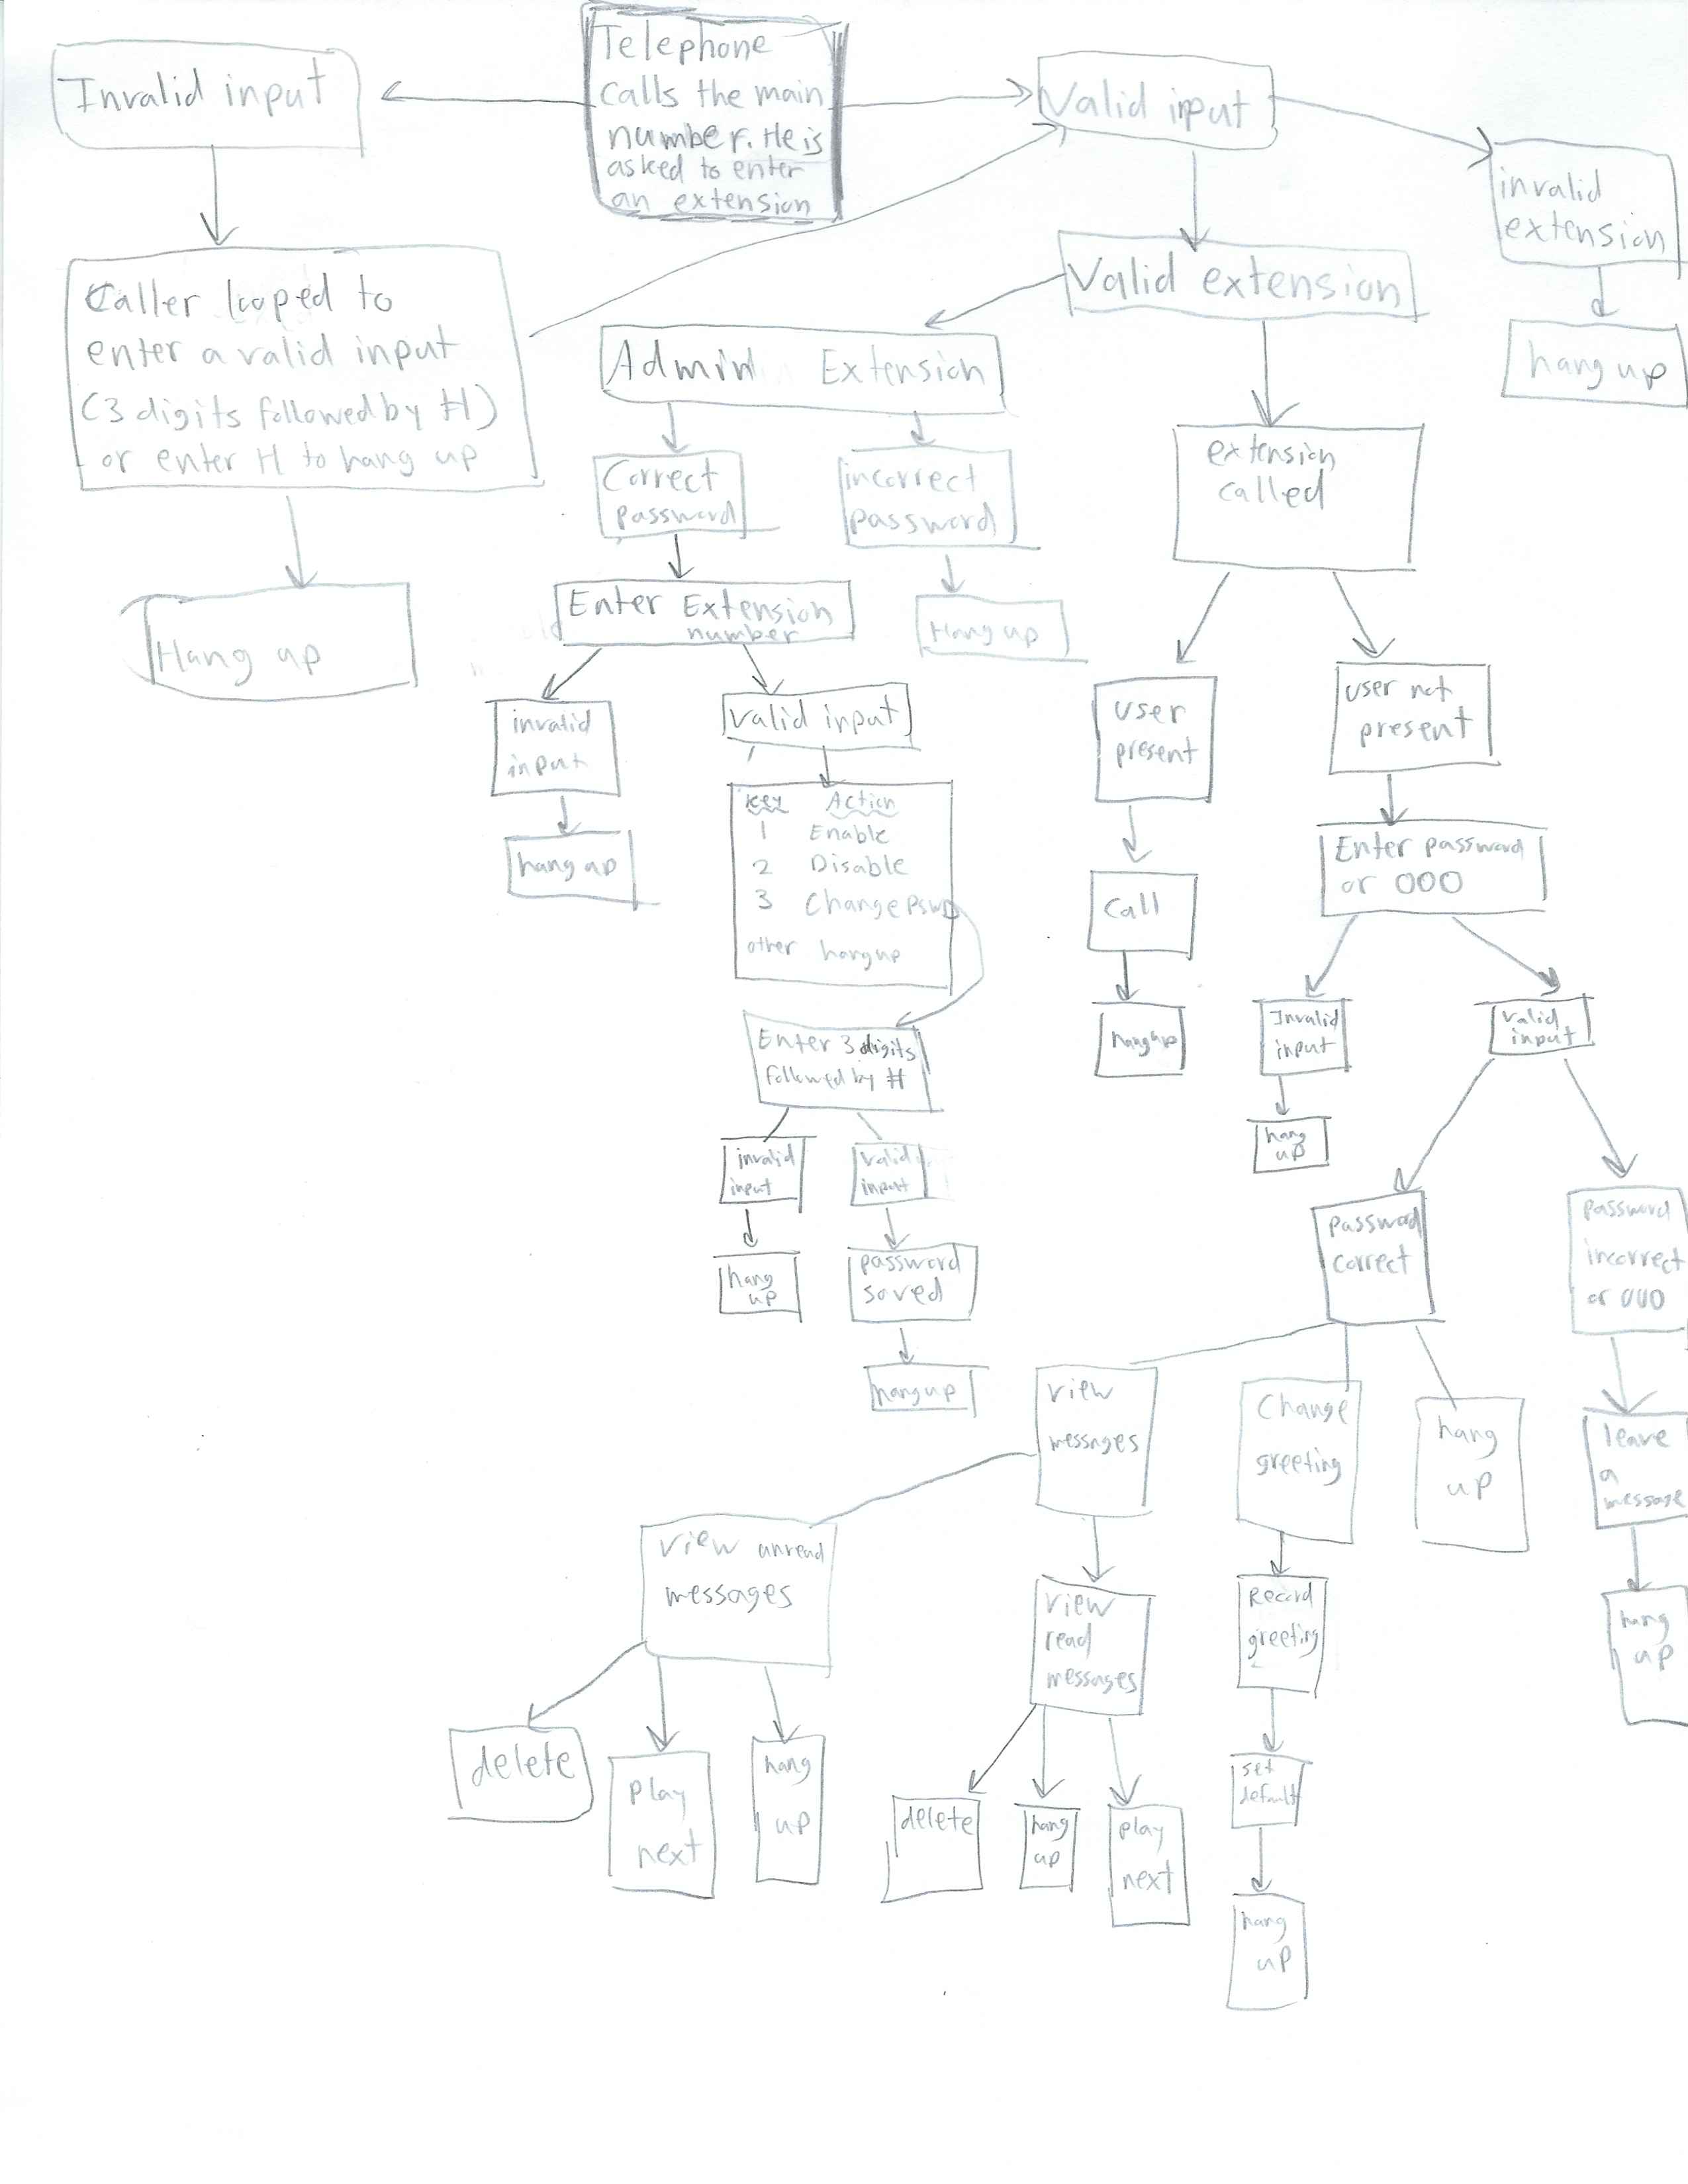 Telephone
calls the main
number. He is
asked to enter
an extension
Invalid input
Valid input
invalid
extension
hang up
Caller looped to
enter a valid input
(3 digits followed by H)
or enter H to hang up
Hang up
Valid extension
Admin Extension
Correct
password
incorrect
password
Hang up
Enter Extension
number
invalid
input
hang up
valid input
Key Action
1 Enable
2 Disable
3 Change Pswd
other hangup
Enter 3 digits
followed by #
invalid
input
hang
up
valid
input
password
saved
hangup
extension
called
user
present
call
hangup
user not
present
Enter password
or 000
Invalid
input
hang
up
valid
input
password
correct
password
incorrect
or 000
leave
a
message
hang
up
view
messages
Change
greeting
hang
up
view unread
messages
delete
play
next
hang
up
view
read
messages
delete
hang
up
play
next
Record
greeting
set
default
hang
up